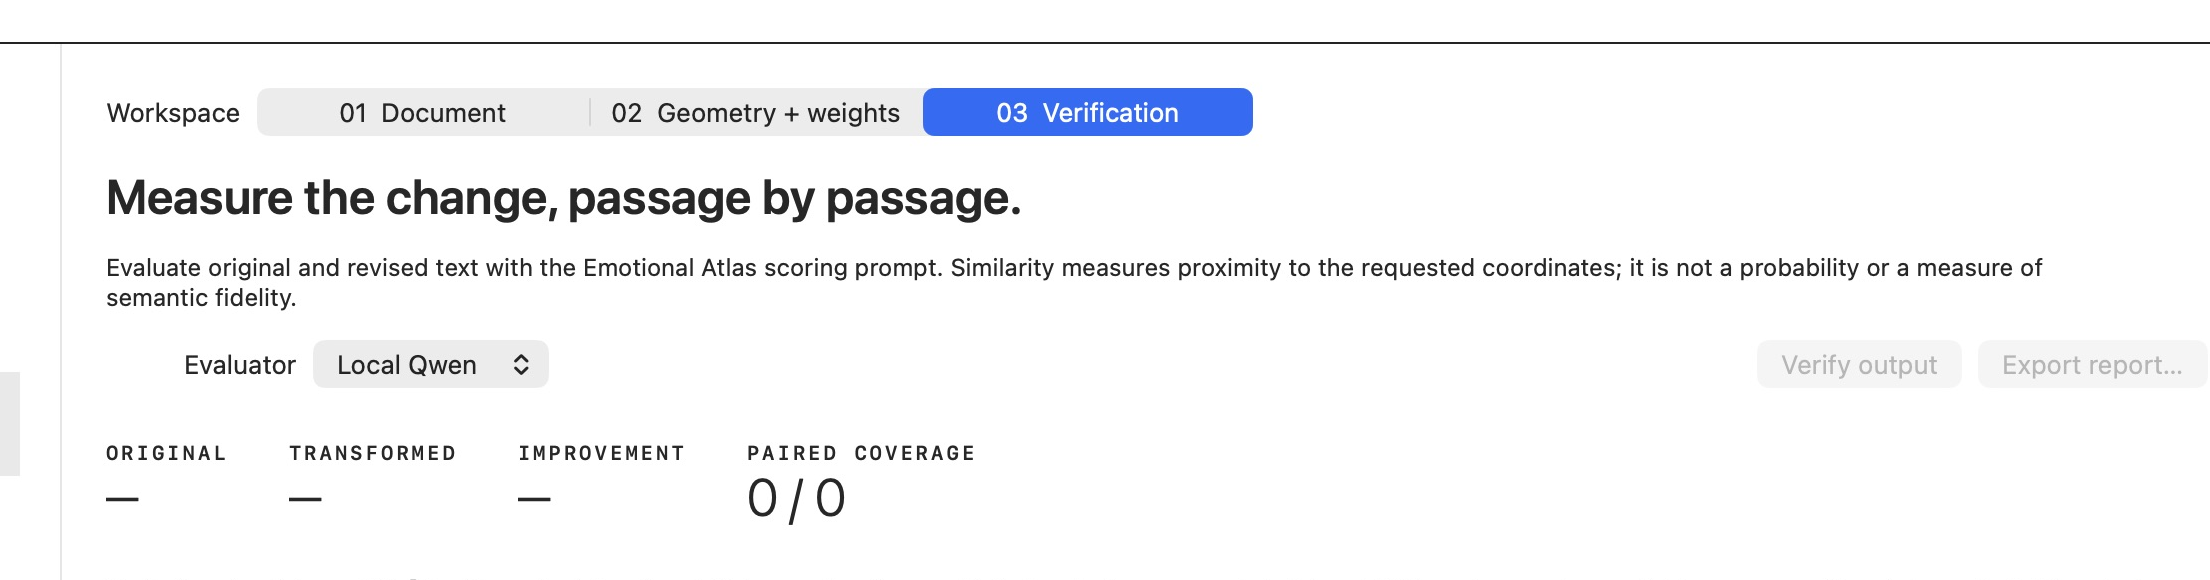 Workspace 01 Document 02 Geometry + weights 03 Verification
Measure the change, passage by passage.
Evaluate original and revised text with the Emotional Atlas scoring prompt. Similarity measures proximity to the requested coordinates; it is not a probability or a measure of
semantic fidelity.
Evaluator Local Qwen Verify output Export report...
ORIGINAL TRANSFORMED IMPROVEMENT PAIRED COVERAGE
— — — 0/0